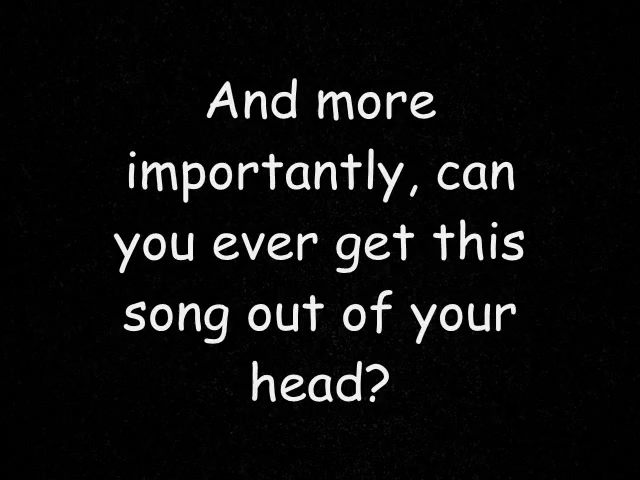 And more
importantly, can
you ever get this
song out of your
head?